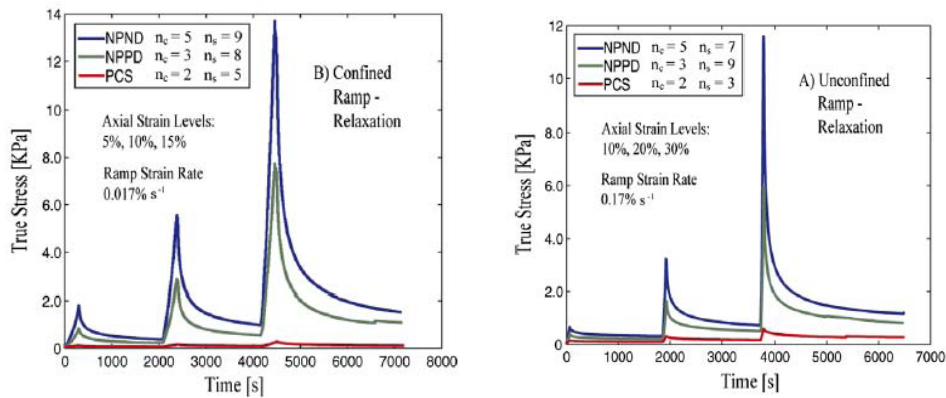 14
12
10
8.0
6.0
4.0
2.0
0
True Stress [KPa]
NPND n_c = 5 n_s = 9
NPPD n_c = 3 n_s = 8
PCS n_c = 2 n_s = 5
B) Confined
Ramp -
Relaxation
Axial Strain Levels:
5%, 10%, 15%
Ramp Strain Rate
0.017% s⁻¹
0 1000 2000 3000 4000 5000 6000 7000 8000
Time [s]
12
10
8.0
6.0
4.0
2.0
0.0
True Stress [KPa]
NPND n_c = 5 n_s = 7
NPPD n_c = 3 n_s = 9
PCS n_c = 2 n_s = 3
A) Unconfined
Ramp -
Relaxation
Axial Strain Levels:
10%, 20%, 30%
Ramp Strain Rate
0.17% s⁻¹
0 1000 2000 3000 4000 5000 6000 7000
Time [s]